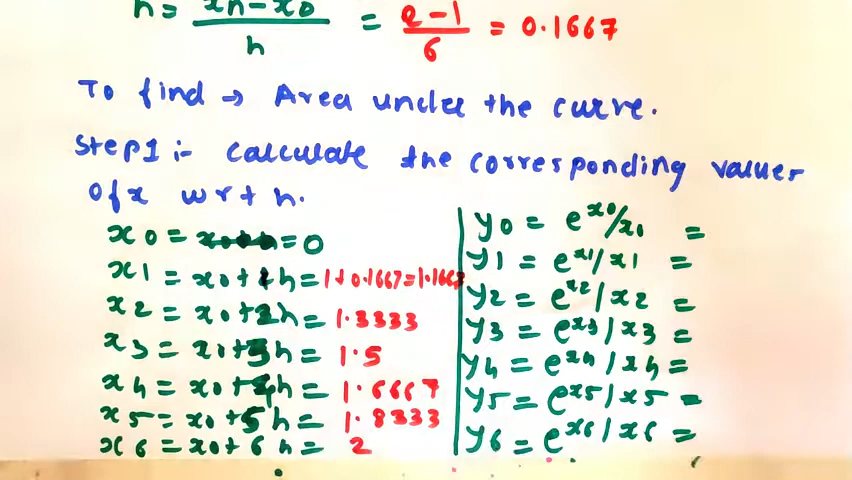 h = xn-x0/h = e-1/6 = 0.1667
To find → Area under the curve.
Step1 :- calculate the corresponding values
of x w r t h.
x0 = = 0
x1 = x0+1h = 1+0.1667=1.1667
x2 = x0+2h = 1.3333
x3 = x0+3h = 1.5
x4 = x0+4h = 1.6667
x5 = x0+5h = 1.8333
x6 = x0+6h = 2
y0 = e^x0/x0 =
y1 = e^x1/x1 =
y2 = e^x2/x2 =
y3 = e^x3/x3 =
y4 = e^x4/x4 =
y5 = e^x5/x5 =
y6 = e^x6/x6 =